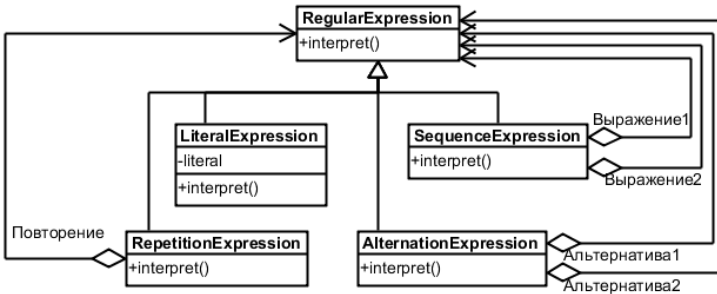 RegularExpression
+interpret()
LiteralExpression
-literal
+interpret()
SequenceExpression
+interpret()
Выражение1
Выражение2
Повторение
RepetitionExpression
+interpret()
AlternationExpression
+interpret()
Альтернатива1
Альтернатива2